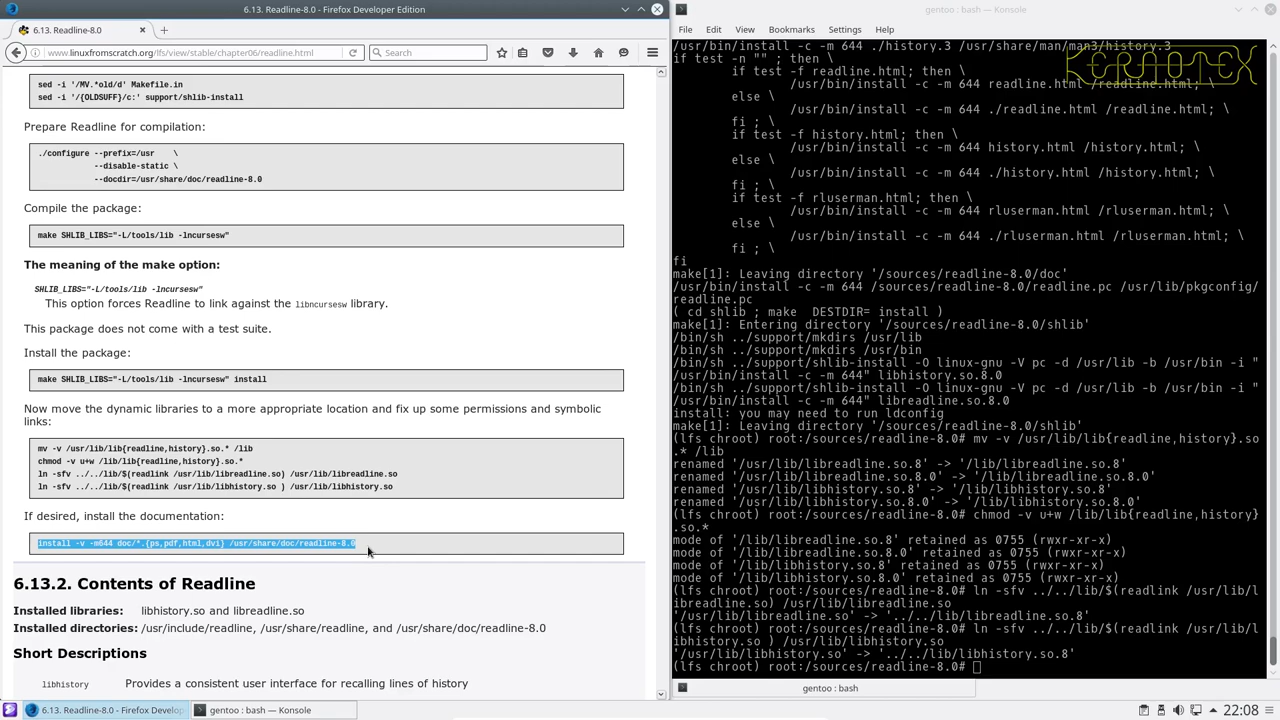 6.13. Readline-8.0 - Firefox Developer Edition
6.13. Readline-8.0
www.linuxfromscratch.org/lfs/view/stable/chapter06/readline.html
Search
sed -i '/MV.*old/d' Makefile.in
sed -i '/{OLDSUFF}/c:' support/shlib-install
Prepare Readline for compilation:
./configure --prefix=/usr    \
--disable-static \
--docdir=/usr/share/doc/readline-8.0
Compile the package:
make SHLIB_LIBS="-L/tools/lib -lncursesw"
The meaning of the make option:
SHLIB_LIBS="-L/tools/lib -lncursesw"
This option forces Readline to link against the libncursesw library.
This package does not come with a test suite.
Install the package:
make SHLIB_LIBS="-L/tools/lib -lncursesw" install
Now move the dynamic libraries to a more appropriate location and fix up some permissions and symbolic
links:
mv -v /usr/lib/lib{readline,history}.so.* /lib
chmod -v u+w /lib/lib{readline,history}.so.*
ln -sfv ../../lib/$(readlink /usr/lib/libreadline.so) /usr/lib/libreadline.so
ln -sfv ../../lib/$(readlink /usr/lib/libhistory.so ) /usr/lib/libhistory.so
If desired, install the documentation:
install -v -m644 doc/*.{ps,pdf,html,dvi} /usr/share/doc/readline-8.0
6.13.2. Contents of Readline
Installed libraries: libhistory.so and libreadline.so
Installed directories: /usr/include/readline, /usr/share/readline, and /usr/share/doc/readline-8.0
Short Descriptions
libhistory Provides a consistent user interface for recalling lines of history
gentoo : bash — Konsole
File Edit View Bookmarks Settings Help
KERNOTEX
/usr/bin/install -c -m 644 ./history.3 /usr/share/man/man3/history.3
if test -n "" ; then \
if test -f readline.html; then \
/usr/bin/install -c -m 644 readline.html /readline.html; \
else \
/usr/bin/install -c -m 644 ./readline.html /readline.html; \
fi ; \
if test -f history.html; then \
/usr/bin/install -c -m 644 history.html /history.html; \
else \
/usr/bin/install -c -m 644 ./history.html /history.html; \
fi ; \
if test -f rluserman.html; then \
/usr/bin/install -c -m 644 rluserman.html /rluserman.html; \
else \
/usr/bin/install -c -m 644 ./rluserman.html /rluserman.html; \
fi ; \
fi
make[1]: Leaving directory '/sources/readline-8.0/doc'
/usr/bin/install -c -m 644 /sources/readline-8.0/readline.pc /usr/lib/pkgconfig/
readline.pc
( cd shlib ; make  DESTDIR= install )
make[1]: Entering directory '/sources/readline-8.0/shlib'
/bin/sh ../support/mkdirs /usr/lib
/bin/sh ../support/mkdirs /usr/bin
/bin/sh ../support/shlib-install -O linux-gnu -V pc -d /usr/lib -b /usr/bin -i "
/usr/bin/install -c -m 644" libhistory.so.8.0
/bin/sh ../support/shlib-install -O linux-gnu -V pc -d /usr/lib -b /usr/bin -i "
/usr/bin/install -c -m 644" libreadline.so.8.0
install: you may need to run ldconfig
make[1]: Leaving directory '/sources/readline-8.0/shlib'
(lfs chroot) root:/sources/readline-8.0# mv -v /usr/lib/lib{readline,history}.so
.* /lib
renamed '/usr/lib/libreadline.so.8' -> '/lib/libreadline.so.8'
renamed '/usr/lib/libreadline.so.8.0' -> '/lib/libreadline.so.8.0'
renamed '/usr/lib/libhistory.so.8' -> '/lib/libhistory.so.8'
renamed '/usr/lib/libhistory.so.8.0' -> '/lib/libhistory.so.8.0'
(lfs chroot) root:/sources/readline-8.0# chmod -v u+w /lib/lib{readline,history}
.so.*
mode of '/lib/libreadline.so.8' retained as 0755 (rwxr-xr-x)
mode of '/lib/libreadline.so.8.0' retained as 0755 (rwxr-xr-x)
mode of '/lib/libhistory.so.8' retained as 0755 (rwxr-xr-x)
mode of '/lib/libhistory.so.8.0' retained as 0755 (rwxr-xr-x)
(lfs chroot) root:/sources/readline-8.0# ln -sfv ../../lib/$(readlink /usr/lib/l
ibreadline.so) /usr/lib/libreadline.so
'/usr/lib/libreadline.so' -> '../../lib/libreadline.so.8'
(lfs chroot) root:/sources/readline-8.0# ln -sfv ../../lib/$(readlink /usr/lib/l
ibhistory.so ) /usr/lib/libhistory.so
'/usr/lib/libhistory.so' -> '../../lib/libhistory.so.8'
(lfs chroot) root:/sources/readline-8.0#
gentoo : bash
6.13. Readline-8.0 - Firefox Develop
gentoo : bash — Konsole
22:08